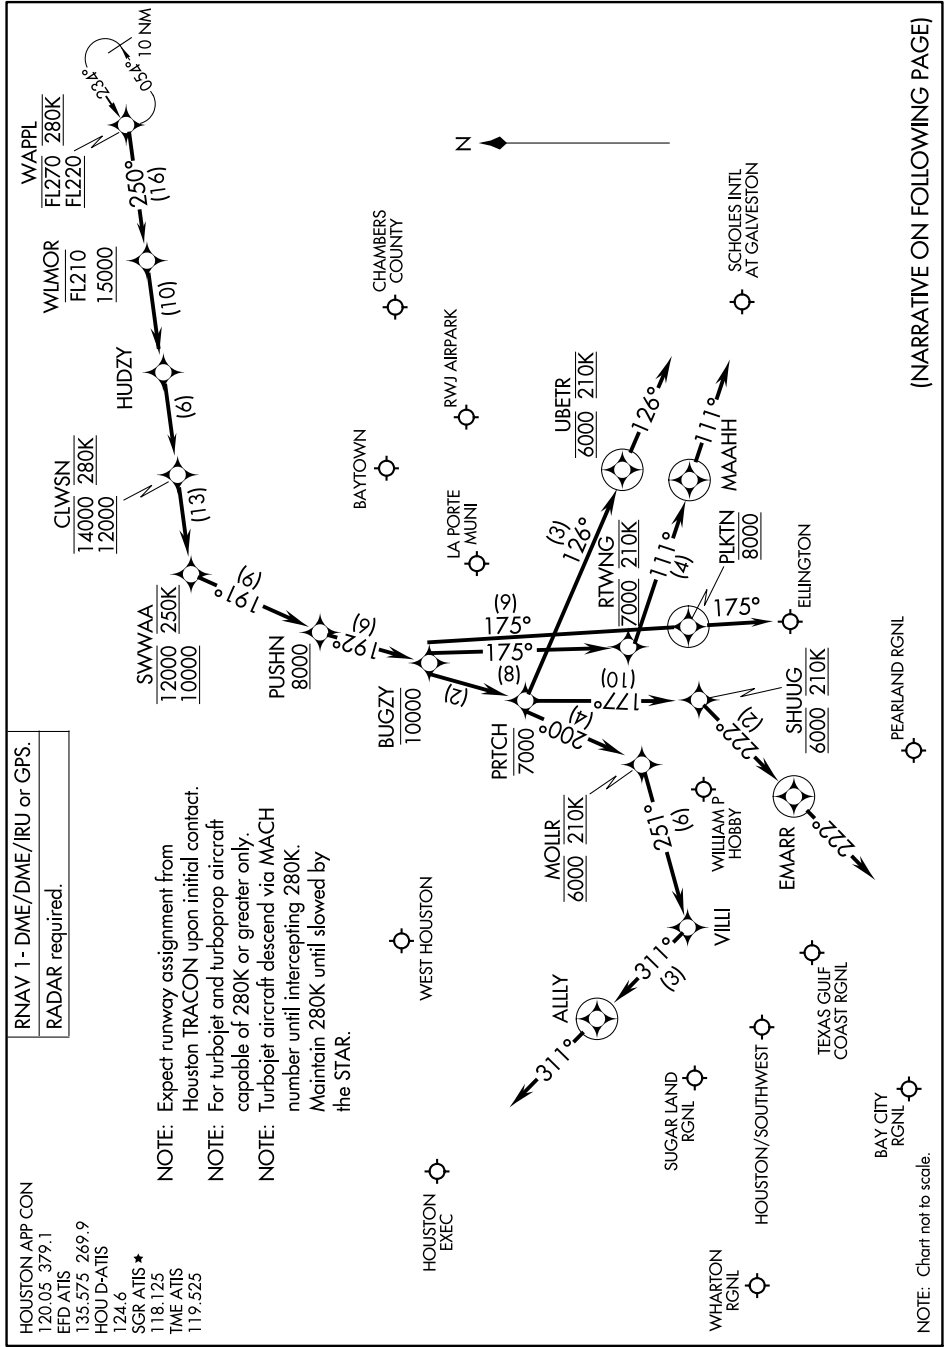 HOUSTON APP CON
120.05 379.1
EFD ATIS
135.575 269.9
HOU D-ATIS
124.6
SGR ATIS ★
118.125
TME ATIS
119.525
RNAV 1 - DME/DME/IRU or GPS.
RADAR required.
NOTE: Expect runway assignment from
Houston TRACON upon initial contact.
NOTE: For turbojet and turboprop aircraft
capable of 280K or greater only.
NOTE: Turbojet aircraft descend via MACH
number until intercepting 280K.
Maintain 280K until slowed by
the STAR.
WAPPL
FL270 280K
FL220
234°
054°
10 NM
250°
(16)
WLMOR
FL210
15000
(10)
HUDZY
(6)
CLWSN
14000 280K
12000
(13)
SWWAA
12000 250K
10000
191°
(9)
PUSHN
8000
192°
(6)
BUGZY
10000
(2)
175°
(9)
175°
(8)
PRTCH
7000
200°
(4)
177°
(10)
(3)
126°
UBETR
6000 210K
126°
RTWNG
7000 210K
111°
(4)
MAAHH
111°
PLKTN
8000
175°
MOLLR
6000 210K
251°
(6)
VILLI
311°
(3)
ALLLY
311°
SHUUG
6000 210K
222°
(2)
EMARR
222°
N
CHAMBERS
COUNTY
RWJ AIRPARK
BAYTOWN
LA PORTE
MUNI
SCHOLES INTL
AT GALVESTON
ELLINGTON
PEARLAND RGNL
WILLIAM P
HOBBY
WEST HOUSTON
HOUSTON
EXEC
SUGAR LAND
RGNL
HOUSTON/SOUTHWEST
TEXAS GULF
COAST RGNL
BAY CITY
RGNL
WHARTON
RGNL
NOTE: Chart not to scale.
(NARRATIVE ON FOLLOWING PAGE)